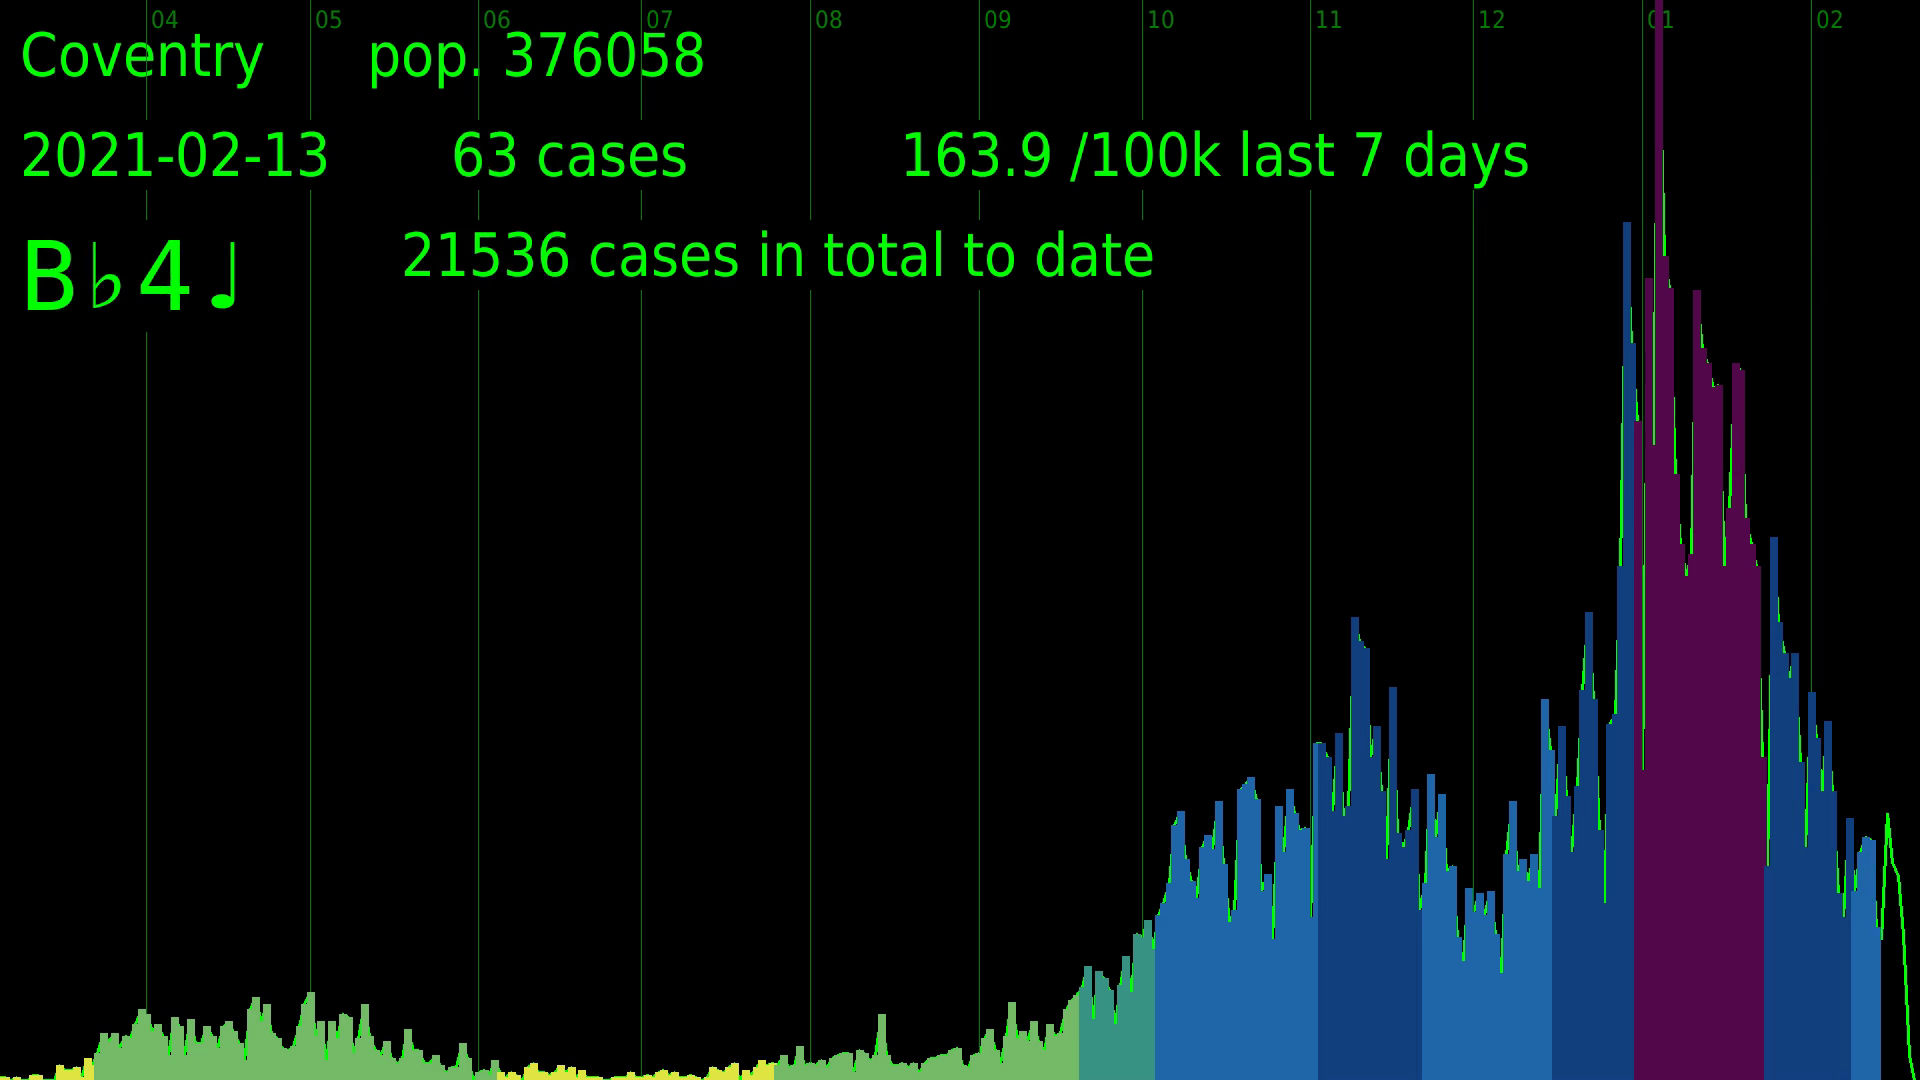 04 05 06 07 08 09 10 11 12 01 02
Coventry pop. 376058
2021-02-13 63 cases 163.9 /100k last 7 days
B♭4♩ 21536 cases in total to date